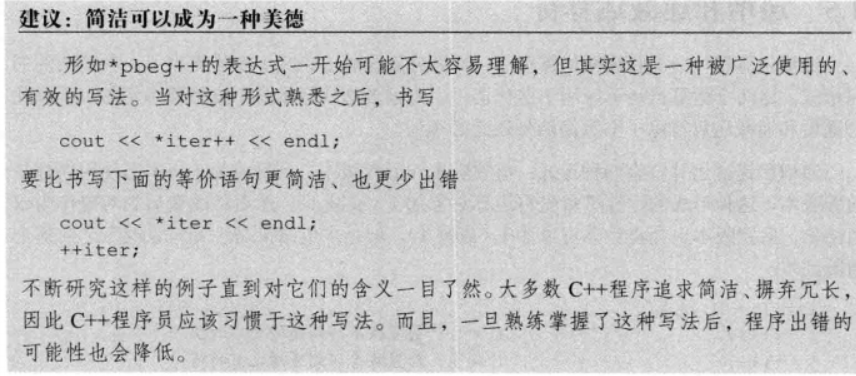 建议：简洁可以成为一种美德
形如*pbeg++的表达式一开始可能不太容易理解，但其实这是一种被广泛使用的、
有效的写法。当对这种形式熟悉之后，书写
cout << *iter++ << endl;
要比书写下面的等价语句更简洁、也更少出错
cout << *iter << endl;
++iter;
不断研究这样的例子直到对它们的含义一目了然。大多数 C++程序追求简洁、摒弃冗长，
因此 C++程序员应该习惯于这种写法。而且，一旦熟练掌握了这种写法后，程序出错的
可能性也会降低。